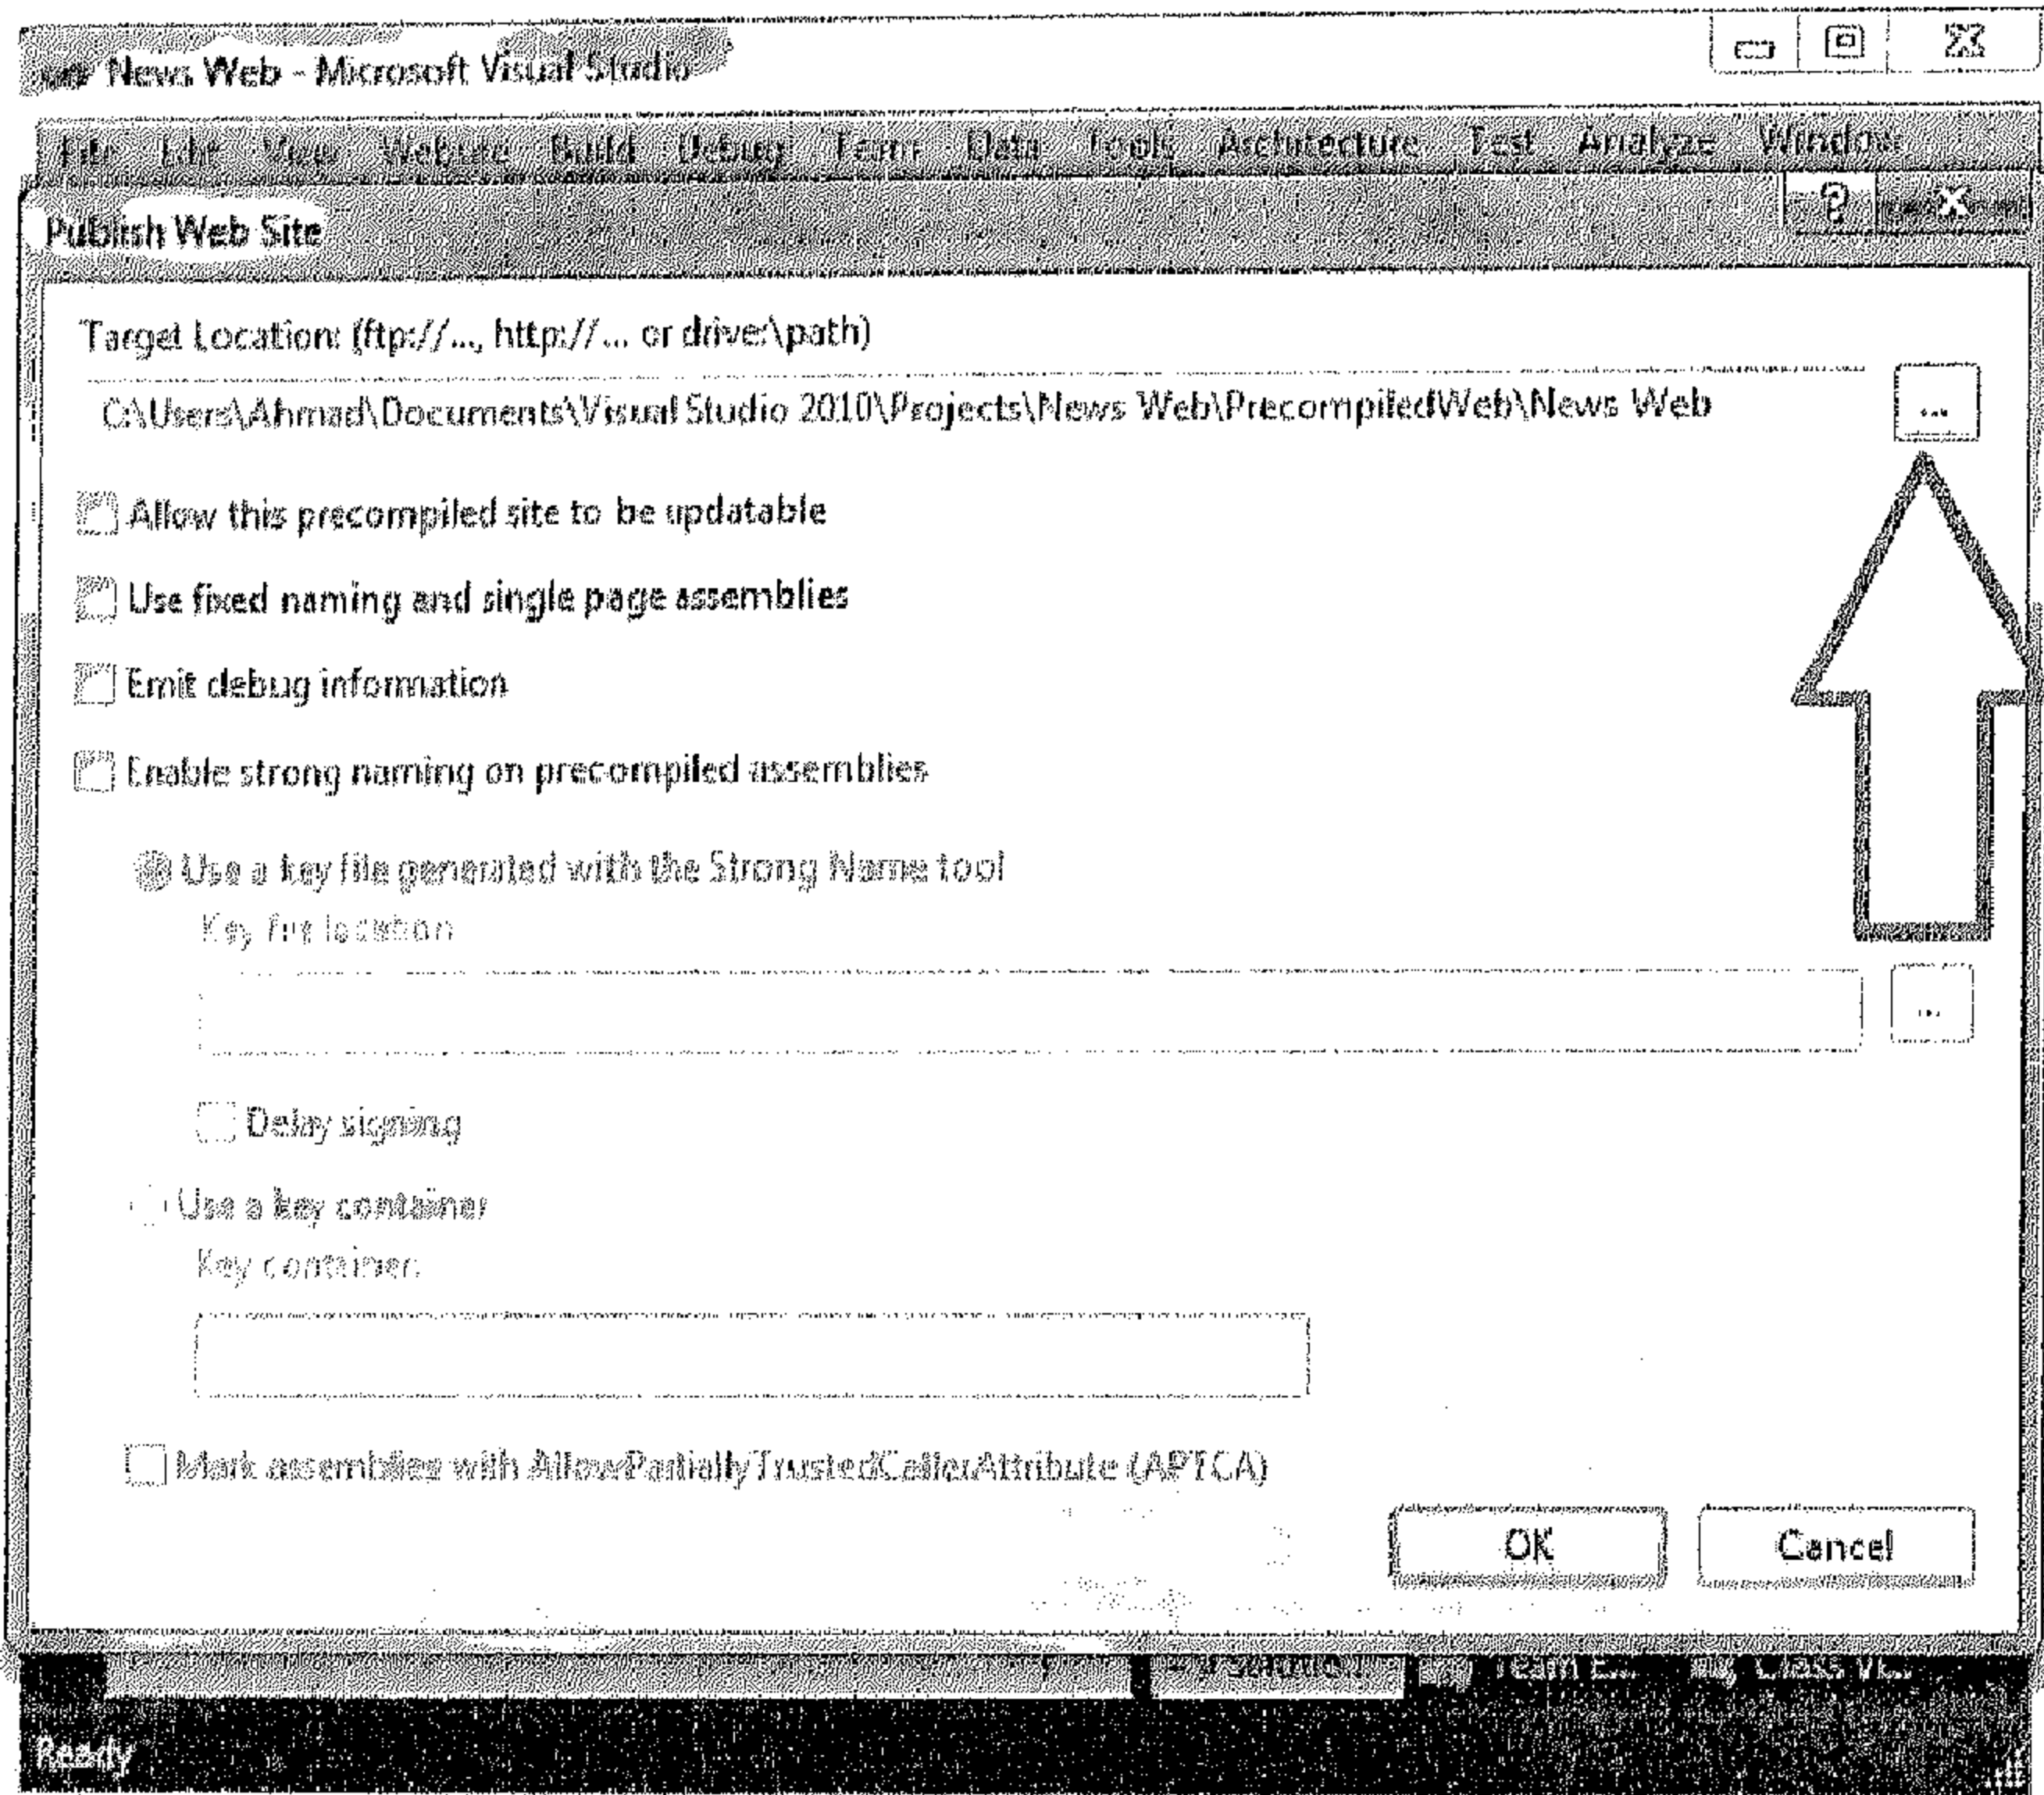 News Web - Microsoft Visual Studio
File Edit View Website Build Debug Team Data Tools Architecture Test Analyze Window
Publish Web Site
Target Location: (ftp://..., http://... or drive:\path)
C:\Users\Ahmad\Documents\Visual Studio 2010\Projects\News Web\PrecompiledWeb\News Web
...
Allow this precompiled site to be updatable
Use fixed naming and single page assemblies
Emit debug information
Enable strong naming on precompiled assemblies
Use a key file generated with the Strong Name tool
Key file location
...
Delay signing
Use a key container
Key container:
Mark assemblies with AllowPartiallyTrustedCallerAttribute (APTCA)
OK Cancel
Ready